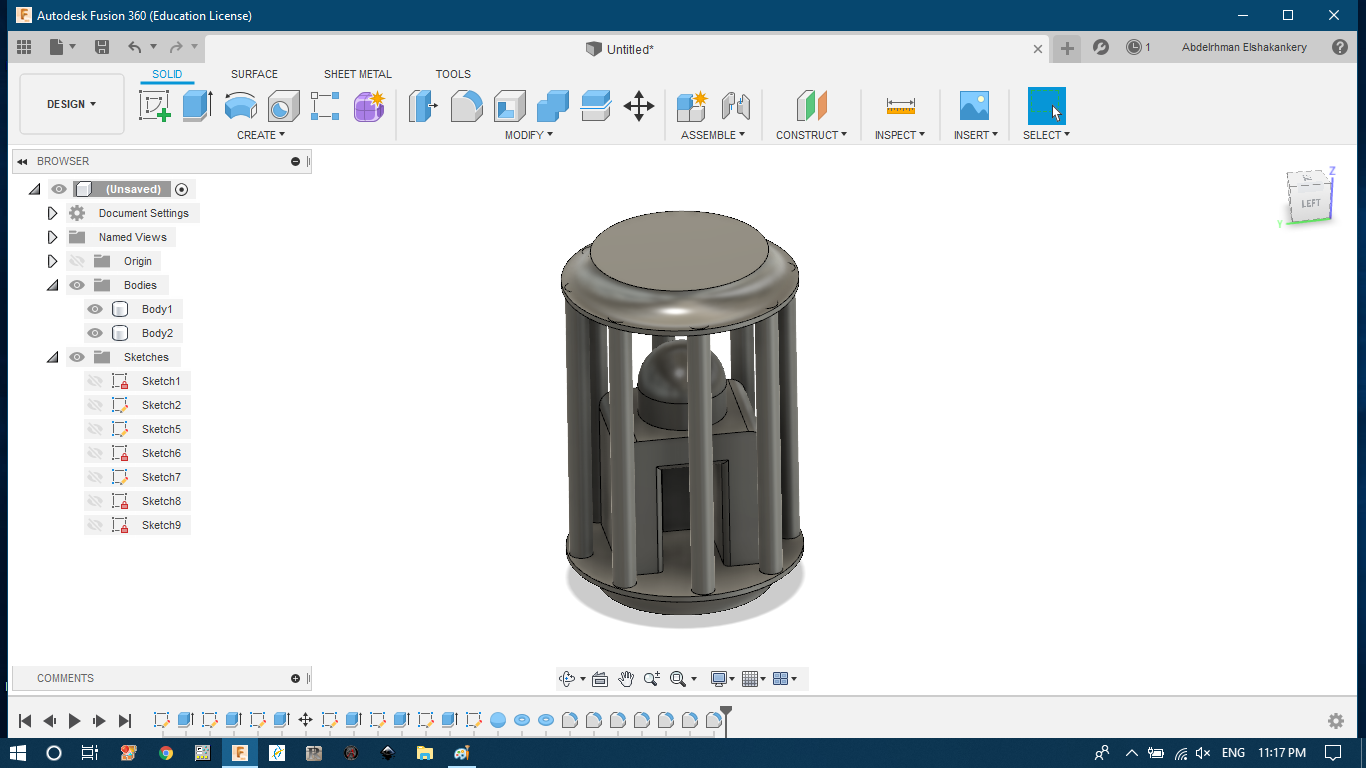 Autodesk Fusion 360 (Education License)
Untitled*
1
Abdelrhman Elshakankery
DESIGN
SOLID
SURFACE
SHEET METAL
TOOLS
CREATE
MODIFY
ASSEMBLE
CONSTRUCT
INSPECT
INSERT
SELECT
BROWSER
(Unsaved)
Document Settings
Named Views
Origin
Bodies
Body1
Body2
Sketches
Sketch1
Sketch2
Sketch5
Sketch6
Sketch7
Sketch8
Sketch9
Z
LEFT
Y
COMMENTS
ENG
11:17 PM